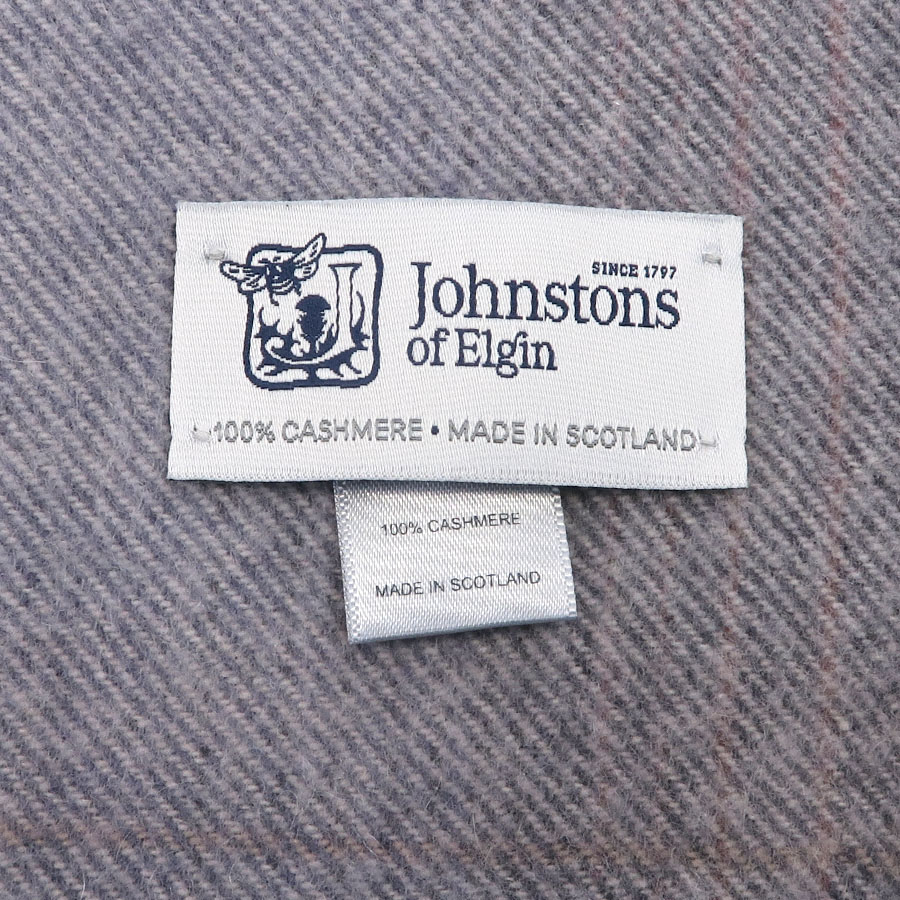 SINCE 1797
Johnstons
of Elgin
100% CASHMERE • MADE IN SCOTLAND
100% CASHMERE
MADE IN SCOTLAND